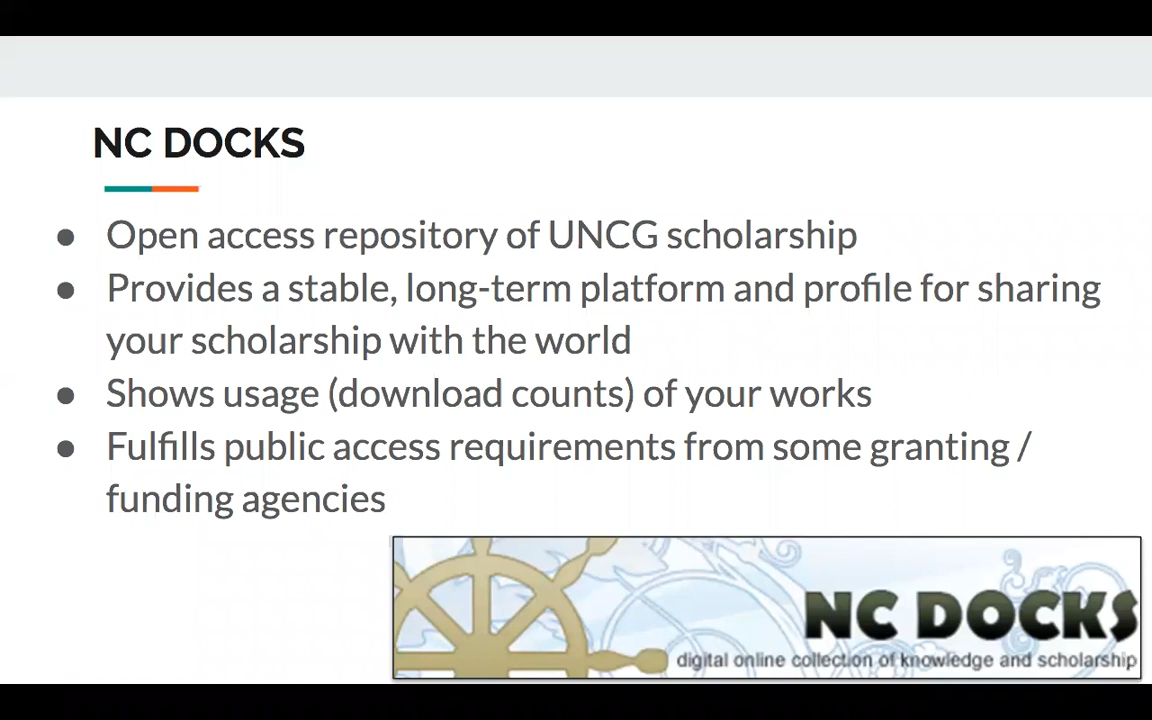 NC DOCKS
● Open access repository of UNCG scholarship
● Provides a stable, long-term platform and profile for sharing
your scholarship with the world
● Shows usage (download counts) of your works
● Fulfills public access requirements from some granting /
funding agencies
NC DOCKS
digital online collection of knowledge and scholarship